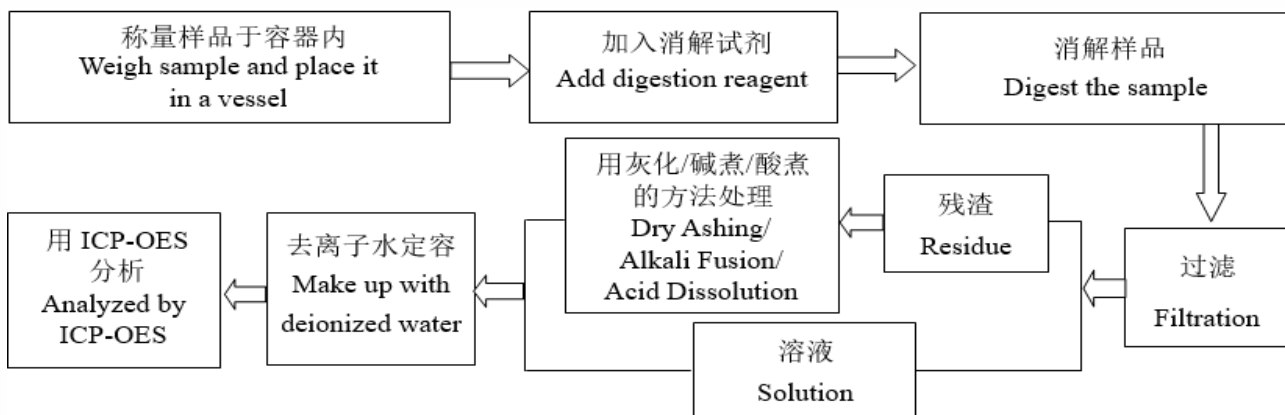 称量样品于容器内
Weigh sample and place it
in a vessel
加入消解试剂
Add digestion reagent
消解样品
Digest the sample
过滤
Filtration
残渣
Residue
用灰化/碱煮/酸煮
的方法处理
Dry Ashing/
Alkali Fusion/
Acid Dissolution
溶液
Solution
去离子水定容
Make up with
deionized water
用 ICP-OES
分析
Analyzed by
ICP-OES